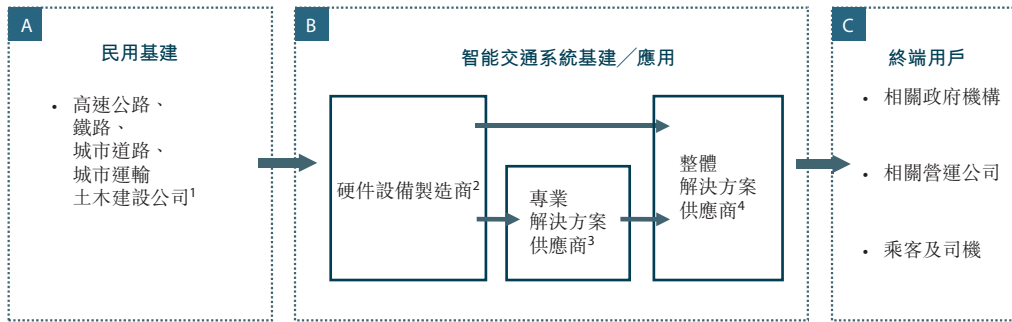 A
民用基建
• 高速公路、
鐵路、
城市道路、
城市運輸
土木建設公司1
B
智能交通系統基建／應用
硬件設備製造商2
專業
解決方案
供應商3
整體
解決方案
供應商4
C
終端用戶
• 相關政府機構
• 相關營運公司
• 乘客及司機